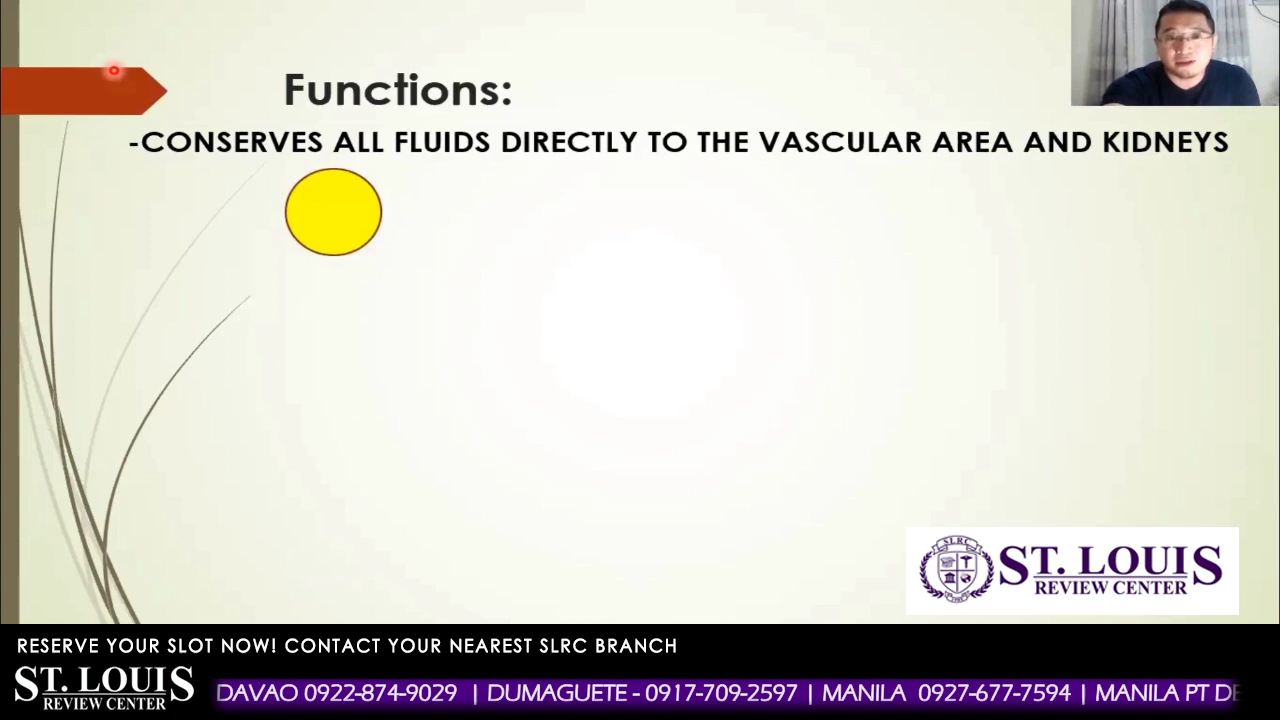 Functions:
-CONSERVES ALL FLUIDS DIRECTLY TO THE VASCULAR AREA AND KIDNEYS
SLRC
ST. LOUIS
REVIEW CENTER
RESERVE YOUR SLOT NOW! CONTACT YOUR NEAREST SLRC BRANCH
ST. LOUIS
REVIEW CENTER
DAVAO 0922-874-9029 | DUMAGUETE - 0917-709-2597 | MANILA 0927-677-7594 | MANILA PT DE